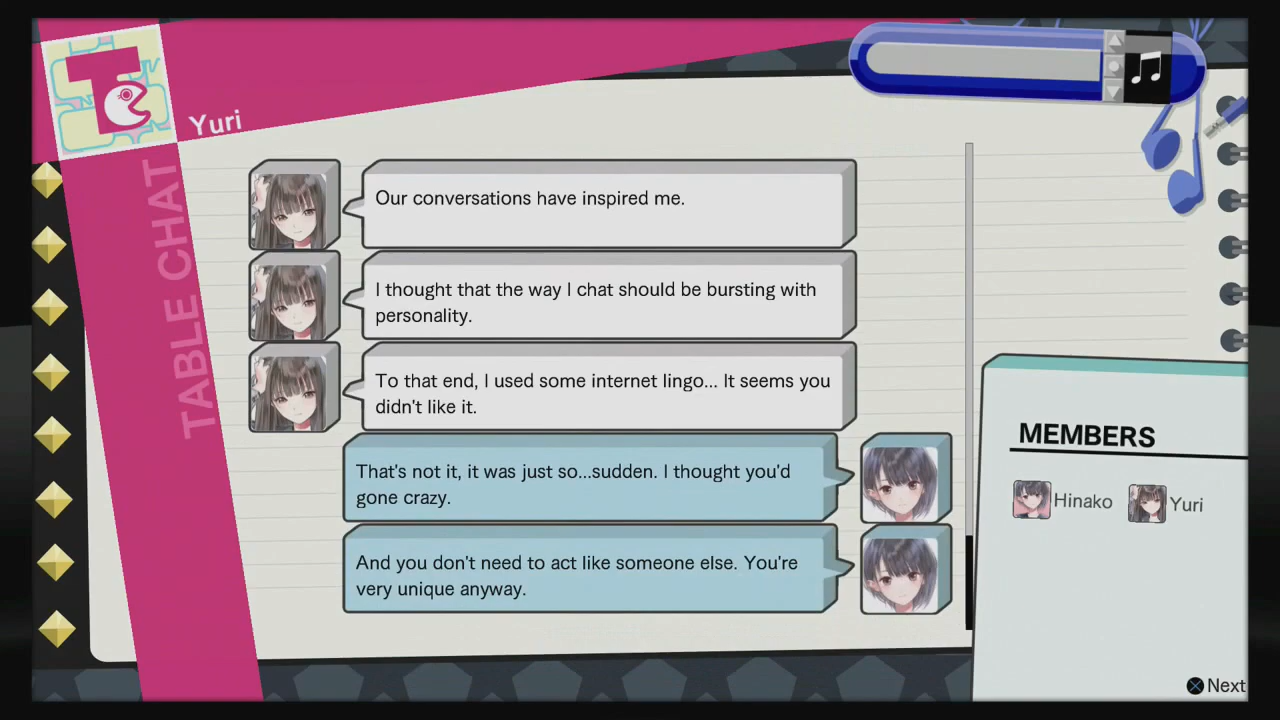 Yuri
TABLE CHAT
Our conversations have inspired me.
I thought that the way I chat should be bursting with
personality.
To that end, I used some internet lingo... It seems you
didn't like it.
That's not it, it was just so...sudden. I thought you'd
gone crazy.
And you don't need to act like someone else. You're
very unique anyway.
MEMBERS
Hinako Yuri
Next